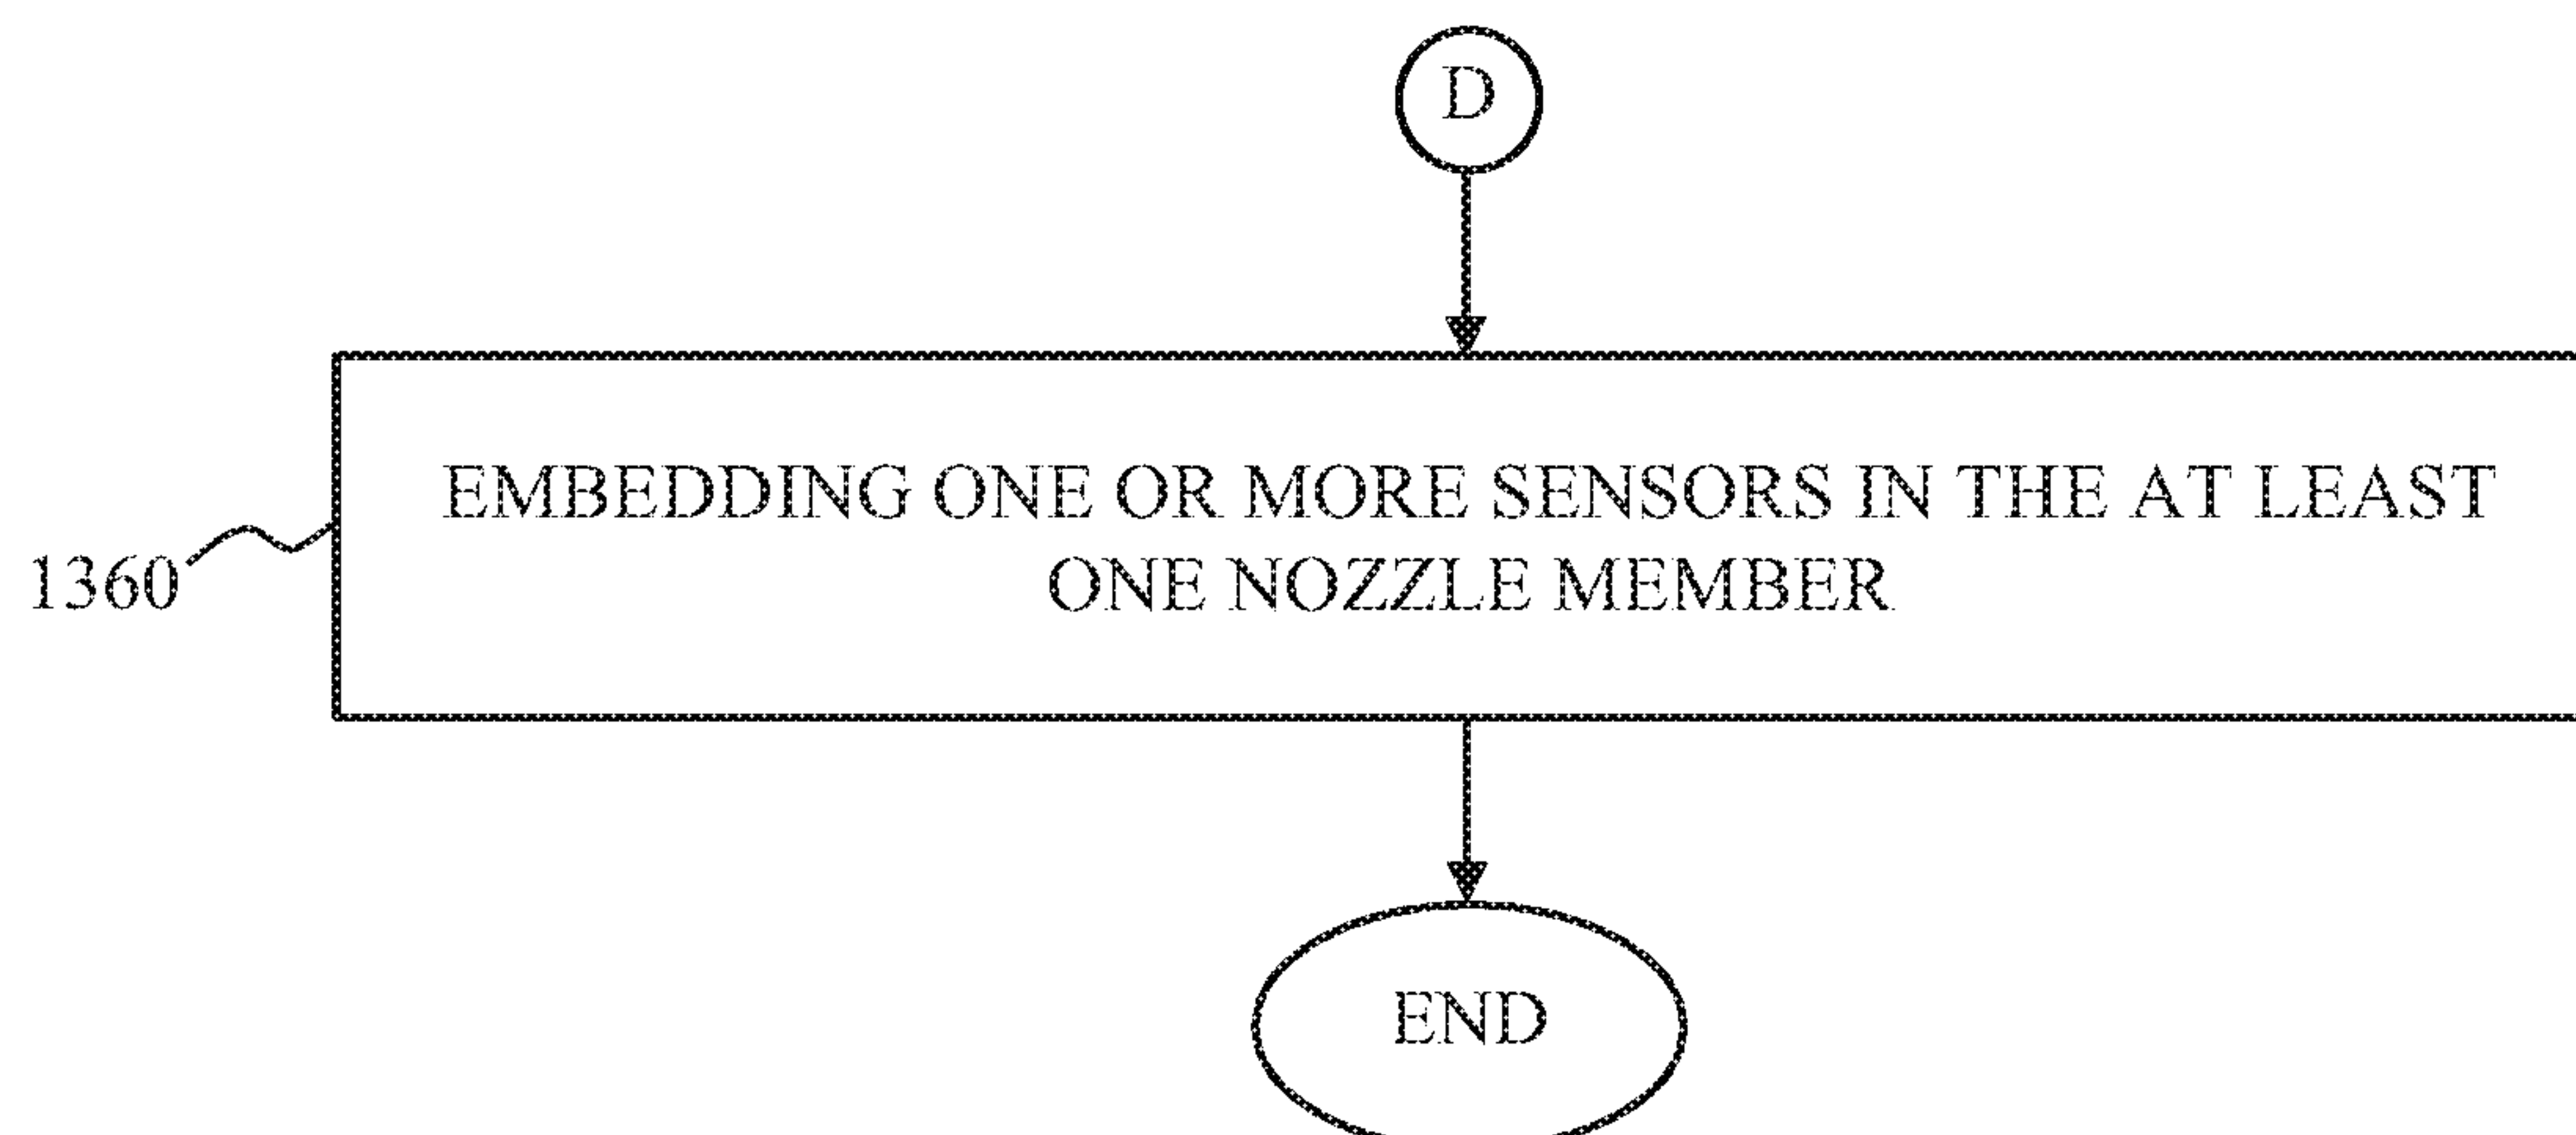 D
EMBEDDING ONE OR MORE SENSORS IN THE AT LEAST
ONE NOZZLE MEMBER
1360
END